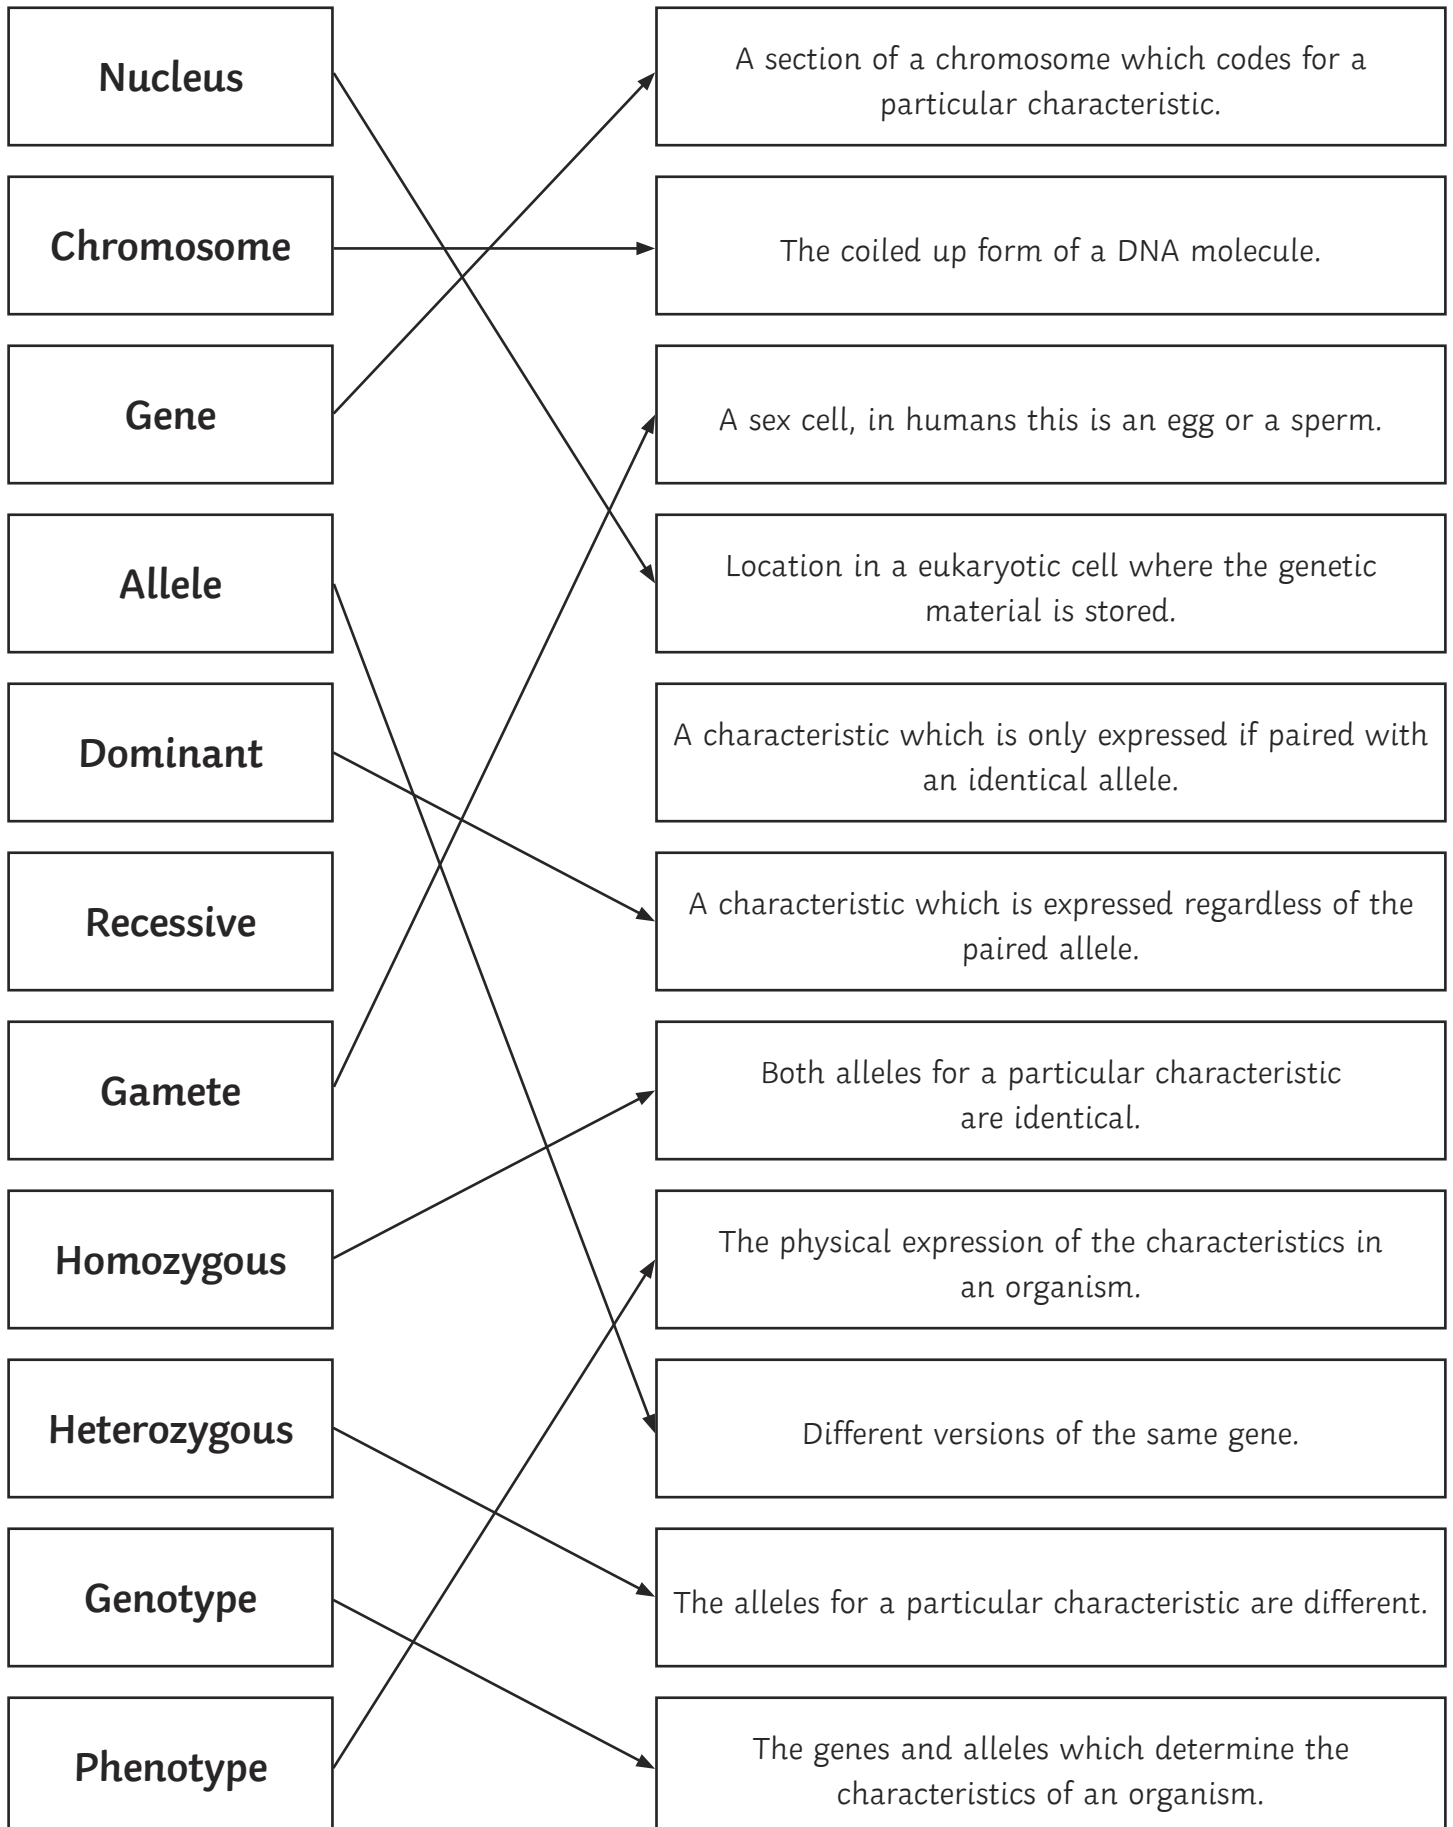 Nucleus
A section of a chromosome which codes for a
particular characteristic.
Chromosome
The coiled up form of a DNA molecule.
Gene
A sex cell, in humans this is an egg or a sperm.
Allele
Location in a eukaryotic cell where the genetic
material is stored.
Dominant
A characteristic which is only expressed if paired with
an identical allele.
Recessive
A characteristic which is expressed regardless of the
paired allele.
Gamete
Both alleles for a particular characteristic
are identical.
Homozygous
The physical expression of the characteristics in
an organism.
Heterozygous
Different versions of the same gene.
Genotype
The alleles for a particular characteristic are different.
Phenotype
The genes and alleles which determine the
characteristics of an organism.